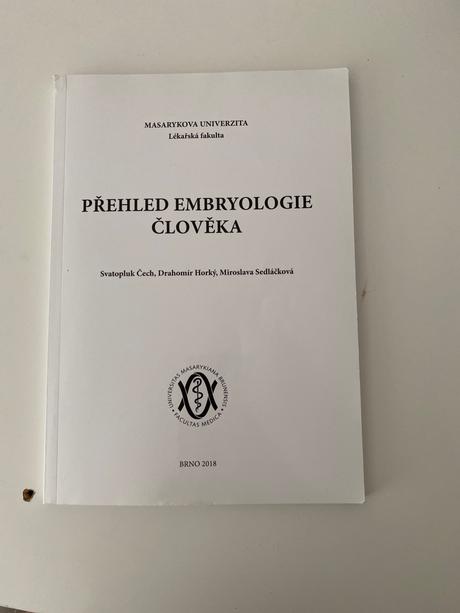 MASARYKOVA UNIVERZITA
Lékařská fakulta
PŘEHLED EMBRYOLOGIE
ČLOVĚKA
Svatopluk Čech, Drahomír Horký, Miroslava Sedláčková
UNIVERSITAS MASARYKIANA BRUNENSIS
• FACULTAS MEDICA •
BRNO 2018